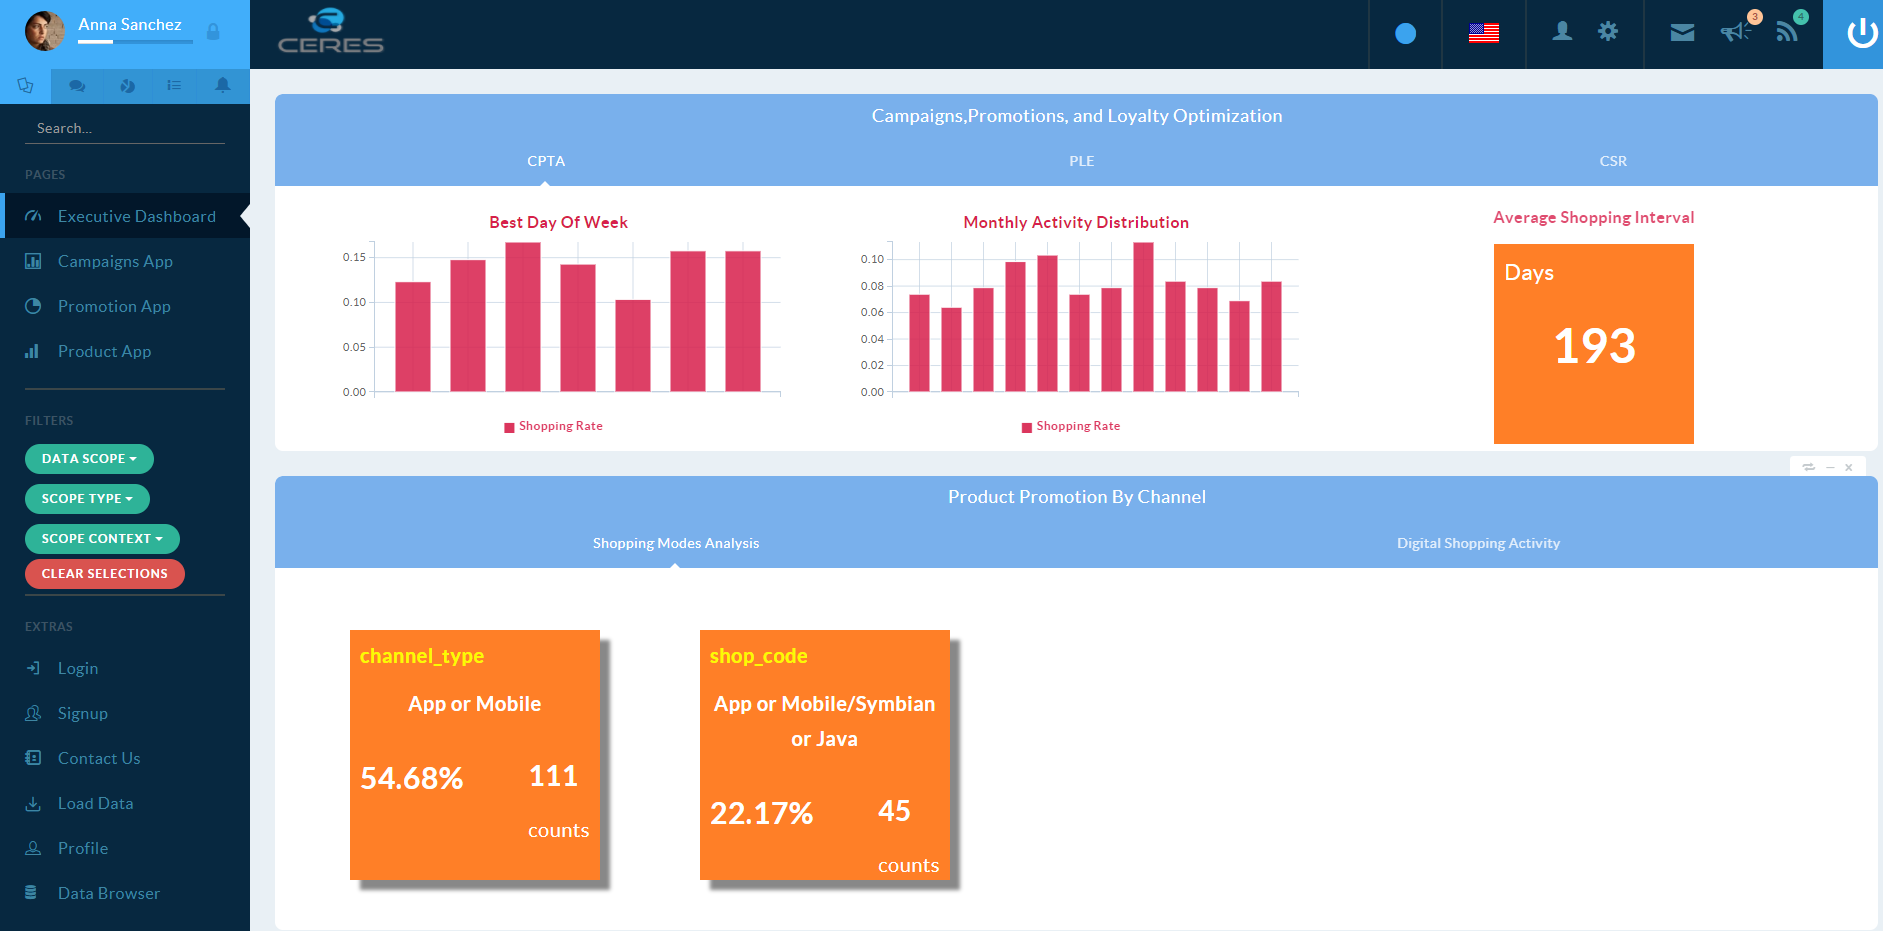 Anna Sanchez
CERES
3
4
Search...
PAGES
Executive Dashboard
Campaigns App
Promotion App
Product App
FILTERS
DATA SCOPE
SCOPE TYPE
SCOPE CONTEXT
CLEAR SELECTIONS
EXTRAS
Login
Signup
Contact Us
Load Data
Profile
Data Browser
Campaigns,Promotions, and Loyalty Optimization
CPTA
PLE
CSR
Best Day Of Week
0.15
0.10
0.05
0.00
Shopping Rate
Monthly Activity Distribution
0.10
0.08
0.06
0.04
0.02
0.00
Shopping Rate
Average Shopping Interval
Days
193
Product Promotion By Channel
Shopping Modes Analysis
Digital Shopping Activity
channel_type
App or Mobile
54.68%
111
counts
shop_code
App or Mobile/Symbian
or Java
22.17%
45
counts